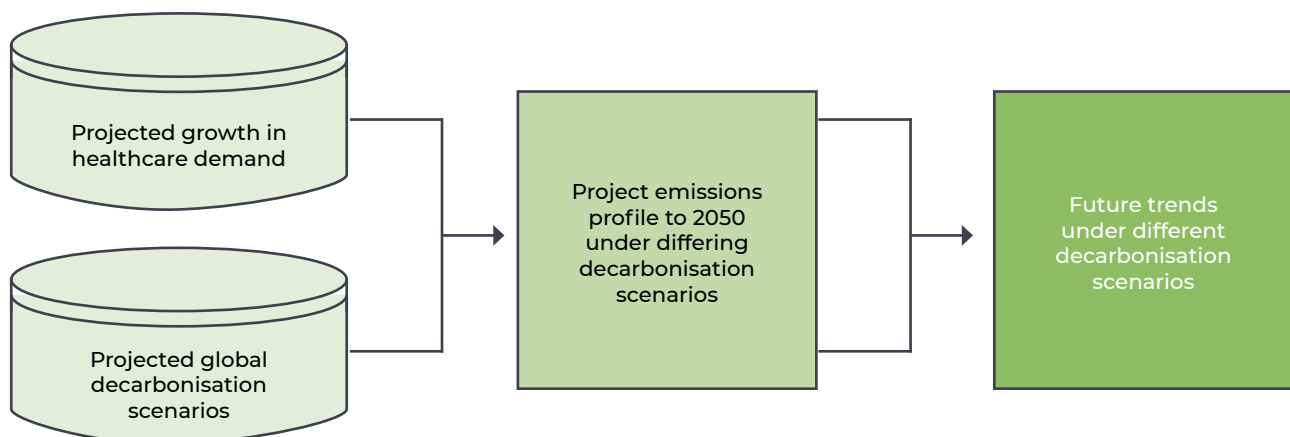 Projected growth in
healthcare demand
Projected global
decarbonisation
scenarios
Project emissions
profile to 2050
under differing
decarbonisation
scenarios
Future trends
under different
decarbonisation
scenarios